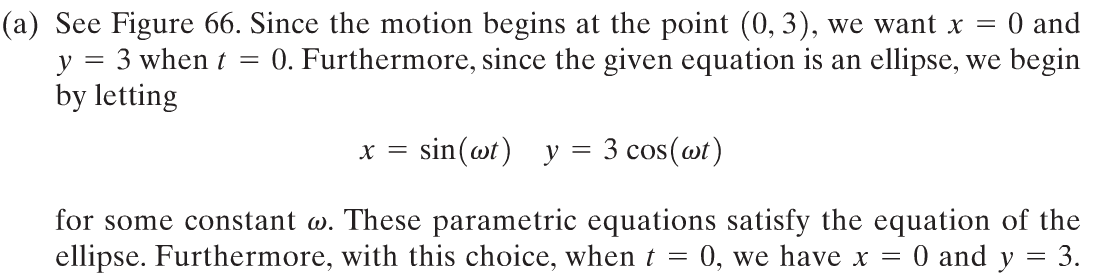 (a) See Figure 66. Since the motion begins at the point (0, 3), we want x = 0 and
y = 3 when t = 0. Furthermore, since the given equation is an ellipse, we begin
by letting
x = sin(ωt) y = 3 cos(ωt)
for some constant ω. These parametric equations satisfy the equation of the
ellipse. Furthermore, with this choice, when t = 0, we have x = 0 and y = 3.